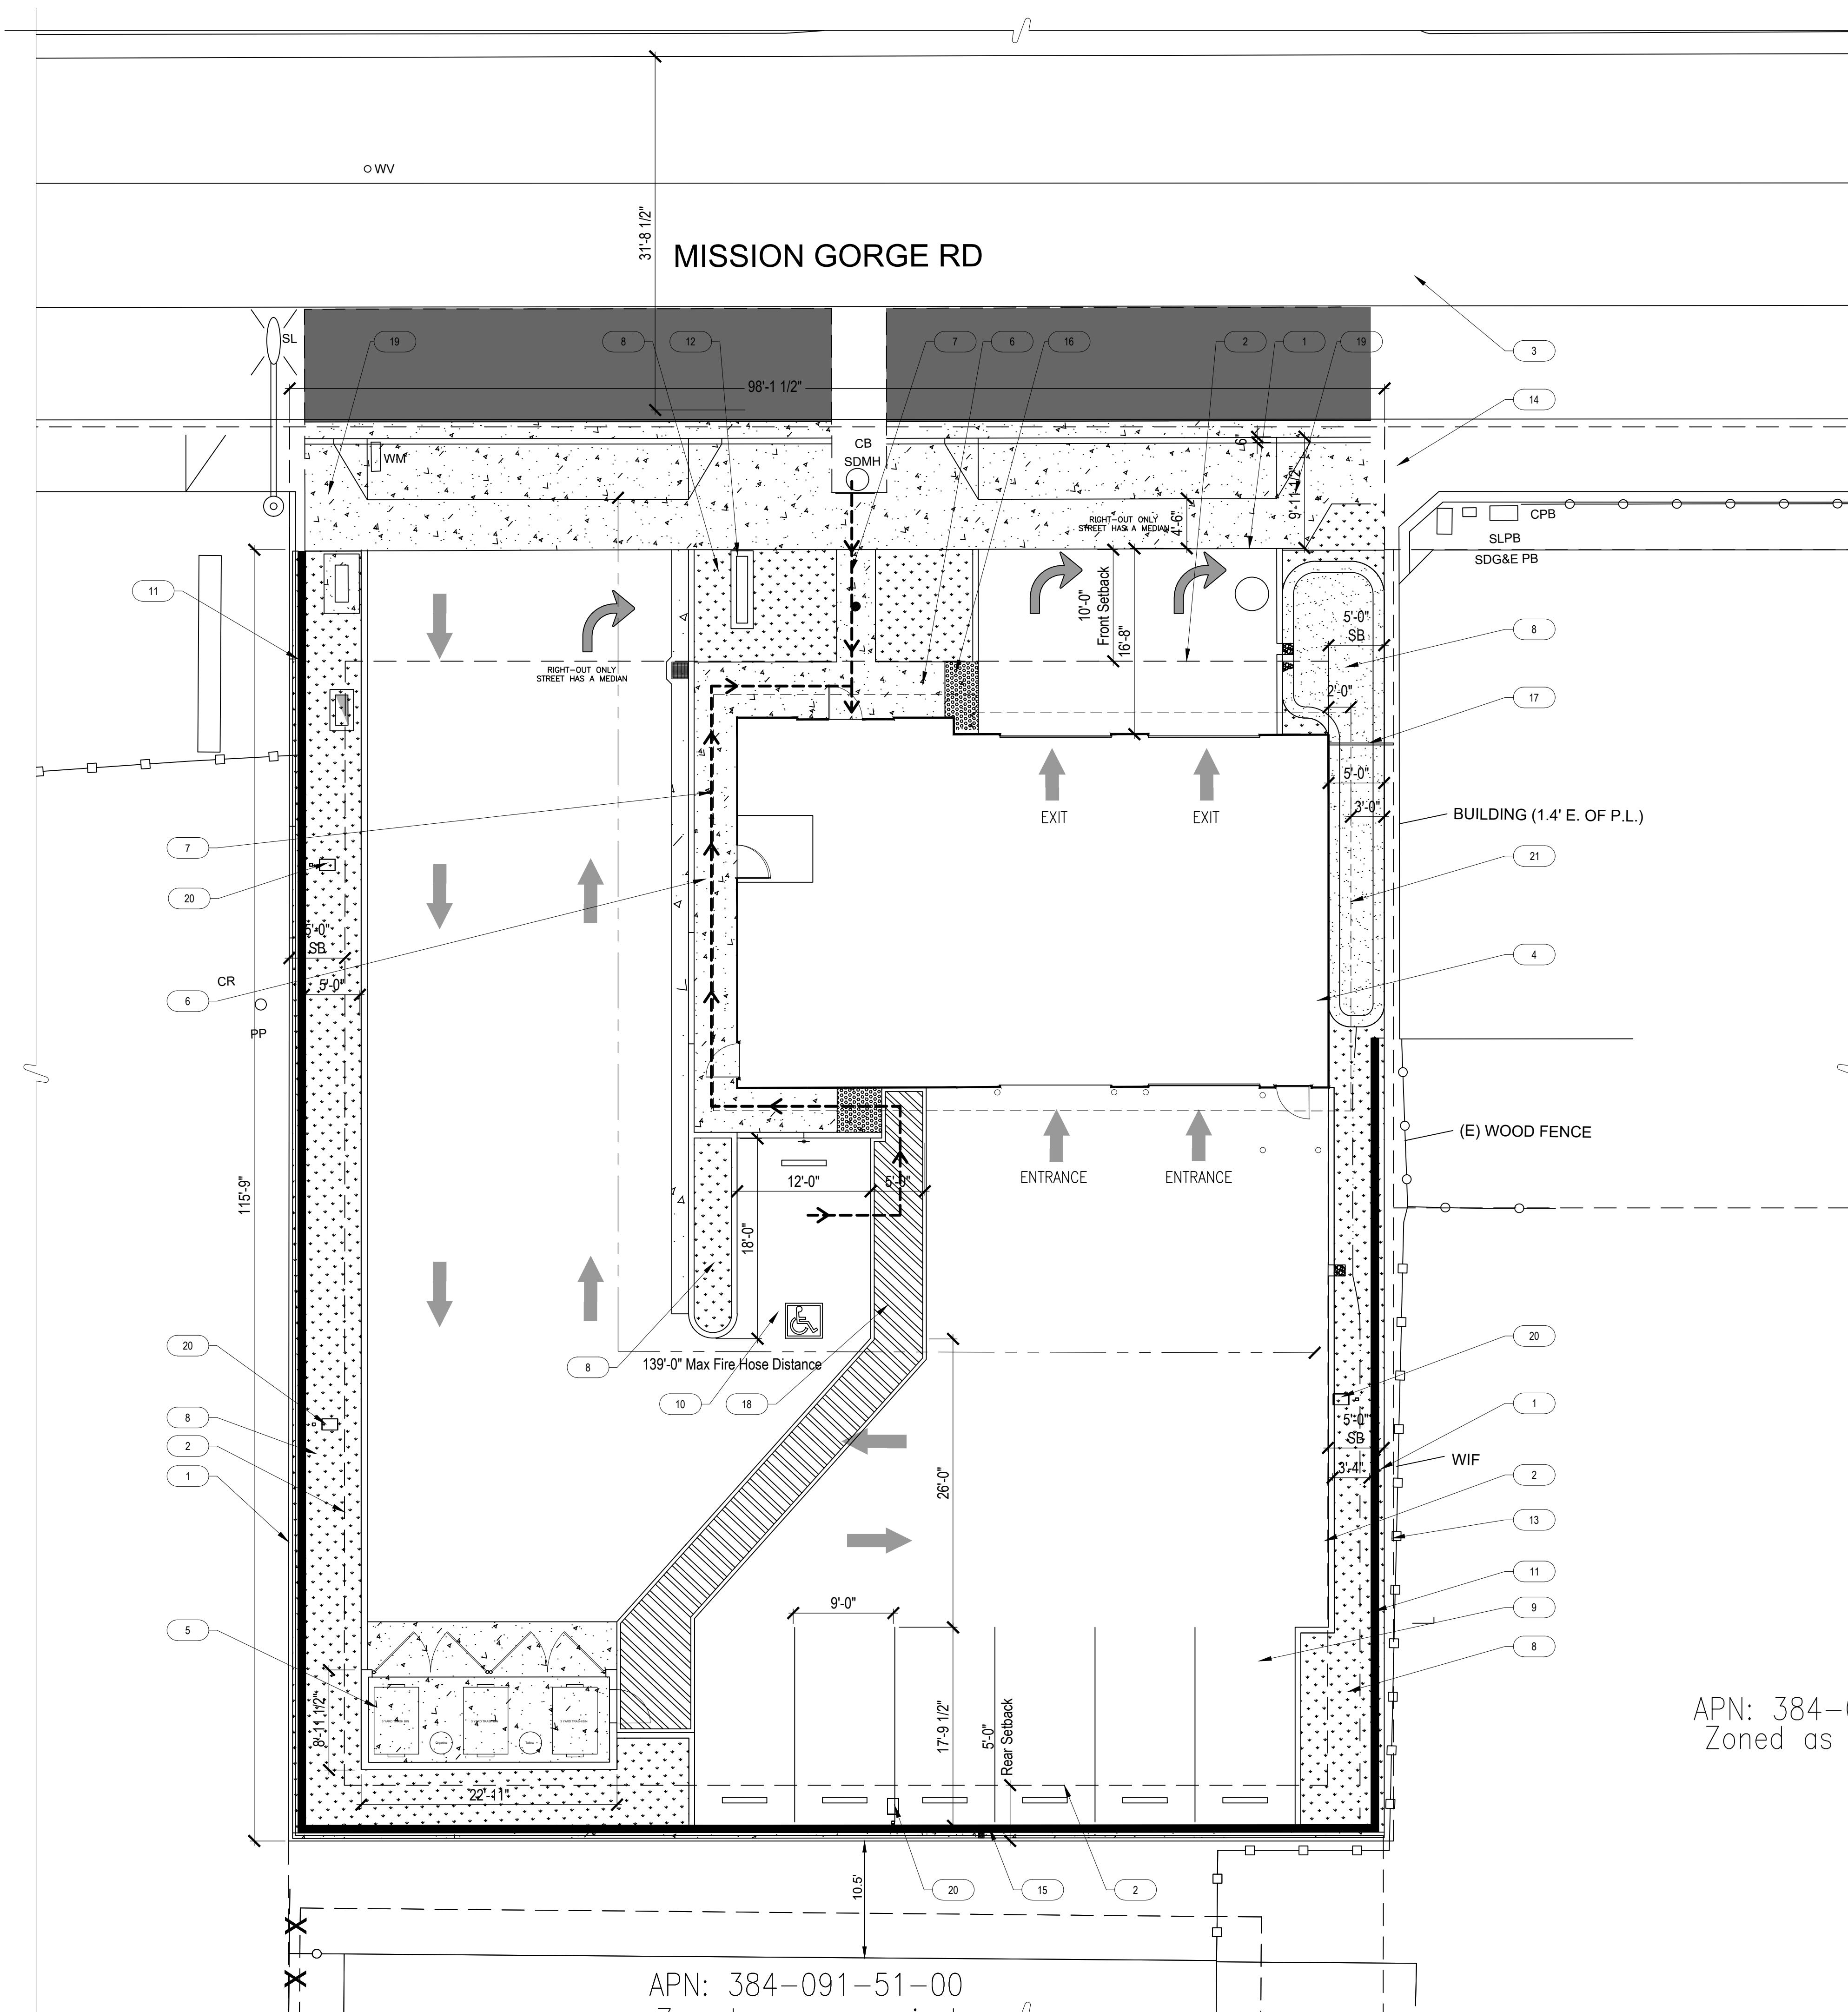 WV
31'-8 1/2"
MISSION GORGE RD
SL
19
8
12
7
6
16
2
1
19
3
98'-1 1/2"
14
CB
SDMH
WM
6"
9'-11 1/2"
4'-6"
RIGHT-OUT ONLY
STREET HAS A MEDIAN
CPB
SLPB
SDG&E PB
11
10'-0"
Front Setback
16'-8"
5'-0"
SB
8
RIGHT-OUT ONLY
STREET HAS A MEDIAN
2'-0"
17
5'-0"
3'-0"
EXIT
EXIT
BUILDING (1.4' E. OF P.L.)
7
21
20
5'-0"
SB
4
CR
5'-0"
6
PP
115'-9"
(E) WOOD FENCE
ENTRANCE
ENTRANCE
12'-0"
5'-0"
18'-0"
20
20
8
139'-0" Max Fire Hose Distance
10
18
8
2
1
5'-0"
SB
1
WIF
3'-4"
2
26'-0"
13
11
9'-0"
9
5
8
8'-11 1/2"
17'-9 1/2"
5'-0"
Rear Setback
22'-11"
APN: 384-0
Zoned as
20
15
2
10.5'
X
X
APN: 384-091-51-00